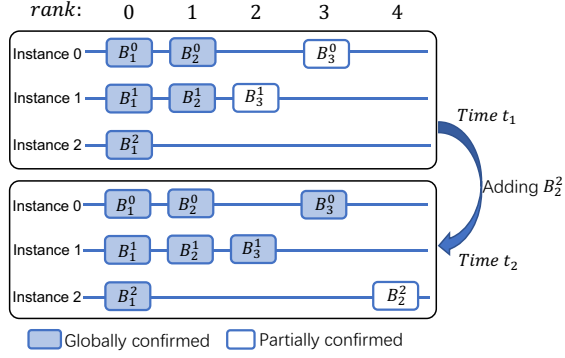 rank: 0 1 2 3 4
Instance 0 B_1^0 B_2^0 B_3^0
Instance 1 B_1^1 B_2^1 B_3^1
Instance 2 B_1^2
Time t_1
Adding B_2^2
Instance 0 B_1^0 B_2^0 B_3^0
Instance 1 B_1^1 B_2^1 B_3^1
Time t_2
Instance 2 B_1^2 B_2^2
Globally confirmed Partially confirmed